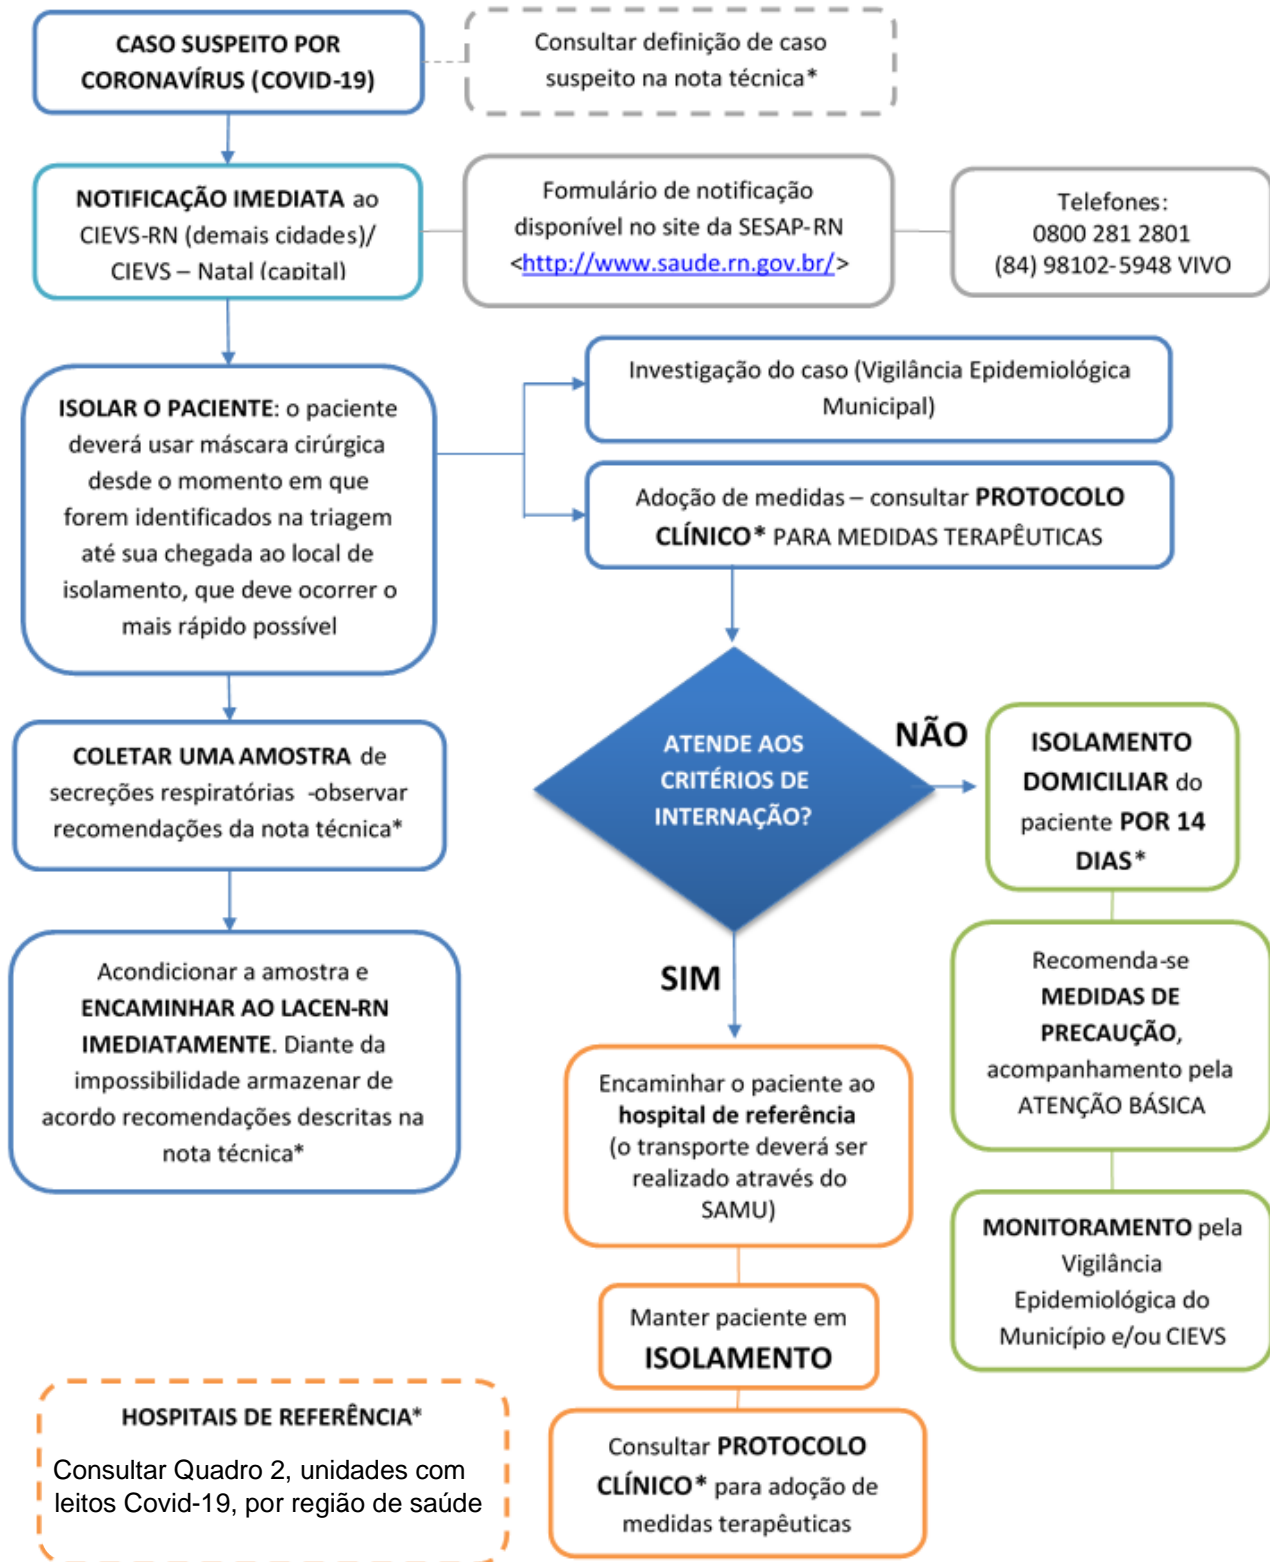 CASO SUSPEITO POR
CORONAVÍRUS (COVID-19)
Consultar definição de caso
suspeito na nota técnica*
NOTIFICAÇÃO IMEDIATA ao
CIEVS-RN (demais cidades)/
CIEVS – Natal (capital)
Formulário de notificação
disponível no site da SESAP-RN
<http://www.saude.rn.gov.br/>
Telefones:
0800 281 2801
(84) 98102-5948 VIVO
ISOLAR O PACIENTE: o paciente
deverá usar máscara cirúrgica
desde o momento em que
forem identificados na triagem
até sua chegada ao local de
isolamento, que deve ocorrer o
mais rápido possível
Investigação do caso (Vigilância Epidemiológica
Municipal)
Adoção de medidas – consultar PROTOCOLO
CLÍNICO* PARA MEDIDAS TERAPÊUTICAS
COLETAR UMA AMOSTRA de
secreções respiratórias -observar
recomendações da nota técnica*
Acondicionar a amostra e
ENCAMINHAR AO LACEN-RN
IMEDIATAMENTE. Diante da
impossibilidade armazenar de
acordo recomendações descritas na
nota técnica*
ATENDE AOS
CRITÉRIOS DE
INTERNAÇÃO?
NÃO
ISOLAMENTO
DOMICILIAR do
paciente POR 14
DIAS*
Recomenda-se
MEDIDAS DE
PRECAUÇÃO,
acompanhamento pela
ATENÇÃO BÁSICA
MONITORAMENTO pela
Vigilância
Epidemiológica do
Município e/ou CIEVS
SIM
Encaminhar o paciente ao
hospital de referência
(o transporte deverá ser
realizado através do
SAMU)
Manter paciente em
ISOLAMENTO
Consultar PROTOCOLO
CLÍNICO* para adoção de
medidas terapêuticas
HOSPITAIS DE REFERÊNCIA*
Consultar Quadro 2, unidades com
leitos Covid-19, por região de saúde